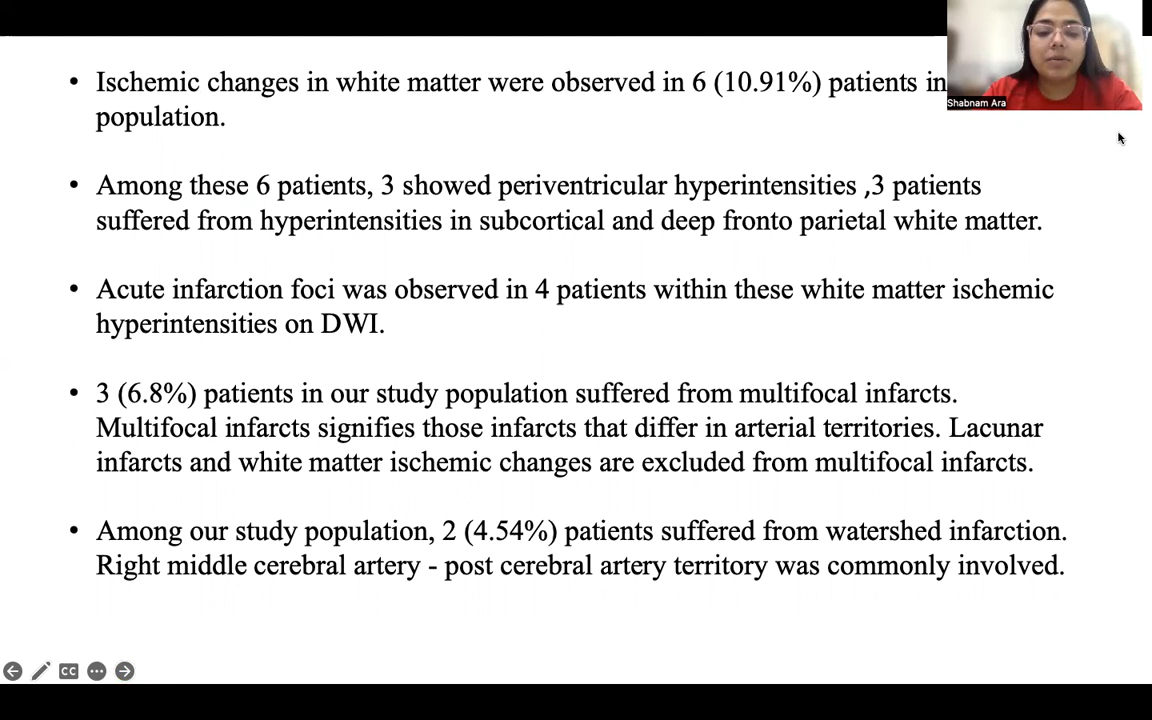 • Ischemic changes in white matter were observed in 6 (10.91%) patients in
population.
• Among these 6 patients, 3 showed periventricular hyperintensities ,3 patients
suffered from hyperintensities in subcortical and deep fronto parietal white matter.
• Acute infarction foci was observed in 4 patients within these white matter ischemic
hyperintensities on DWI.
• 3 (6.8%) patients in our study population suffered from multifocal infarcts.
Multifocal infarcts signifies those infarcts that differ in arterial territories. Lacunar
infarcts and white matter ischemic changes are excluded from multifocal infarcts.
• Among our study population, 2 (4.54%) patients suffered from watershed infarction.
Right middle cerebral artery - post cerebral artery territory was commonly involved.
Shabnam Ara
CC